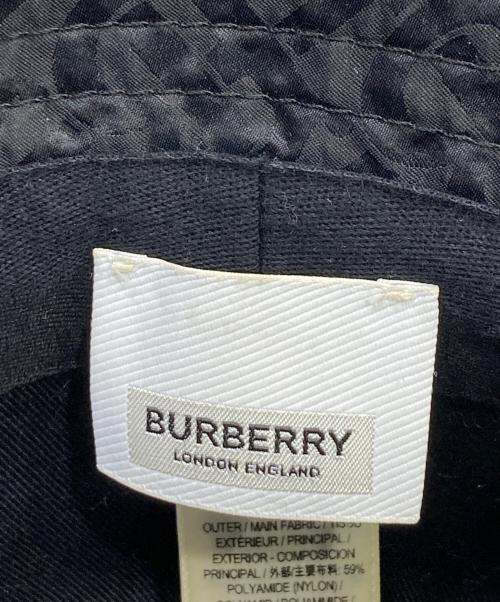 BURBERRY
LONDON ENGLAND
OUTER / MAIN FABRIC /
EXTÉRIEUR / PRINCIPAL /
EXTERIOR - COMPOSICION
PRINCIPAL / 外部/主要布料: 59%
POLYAMIDE (NYLON) /